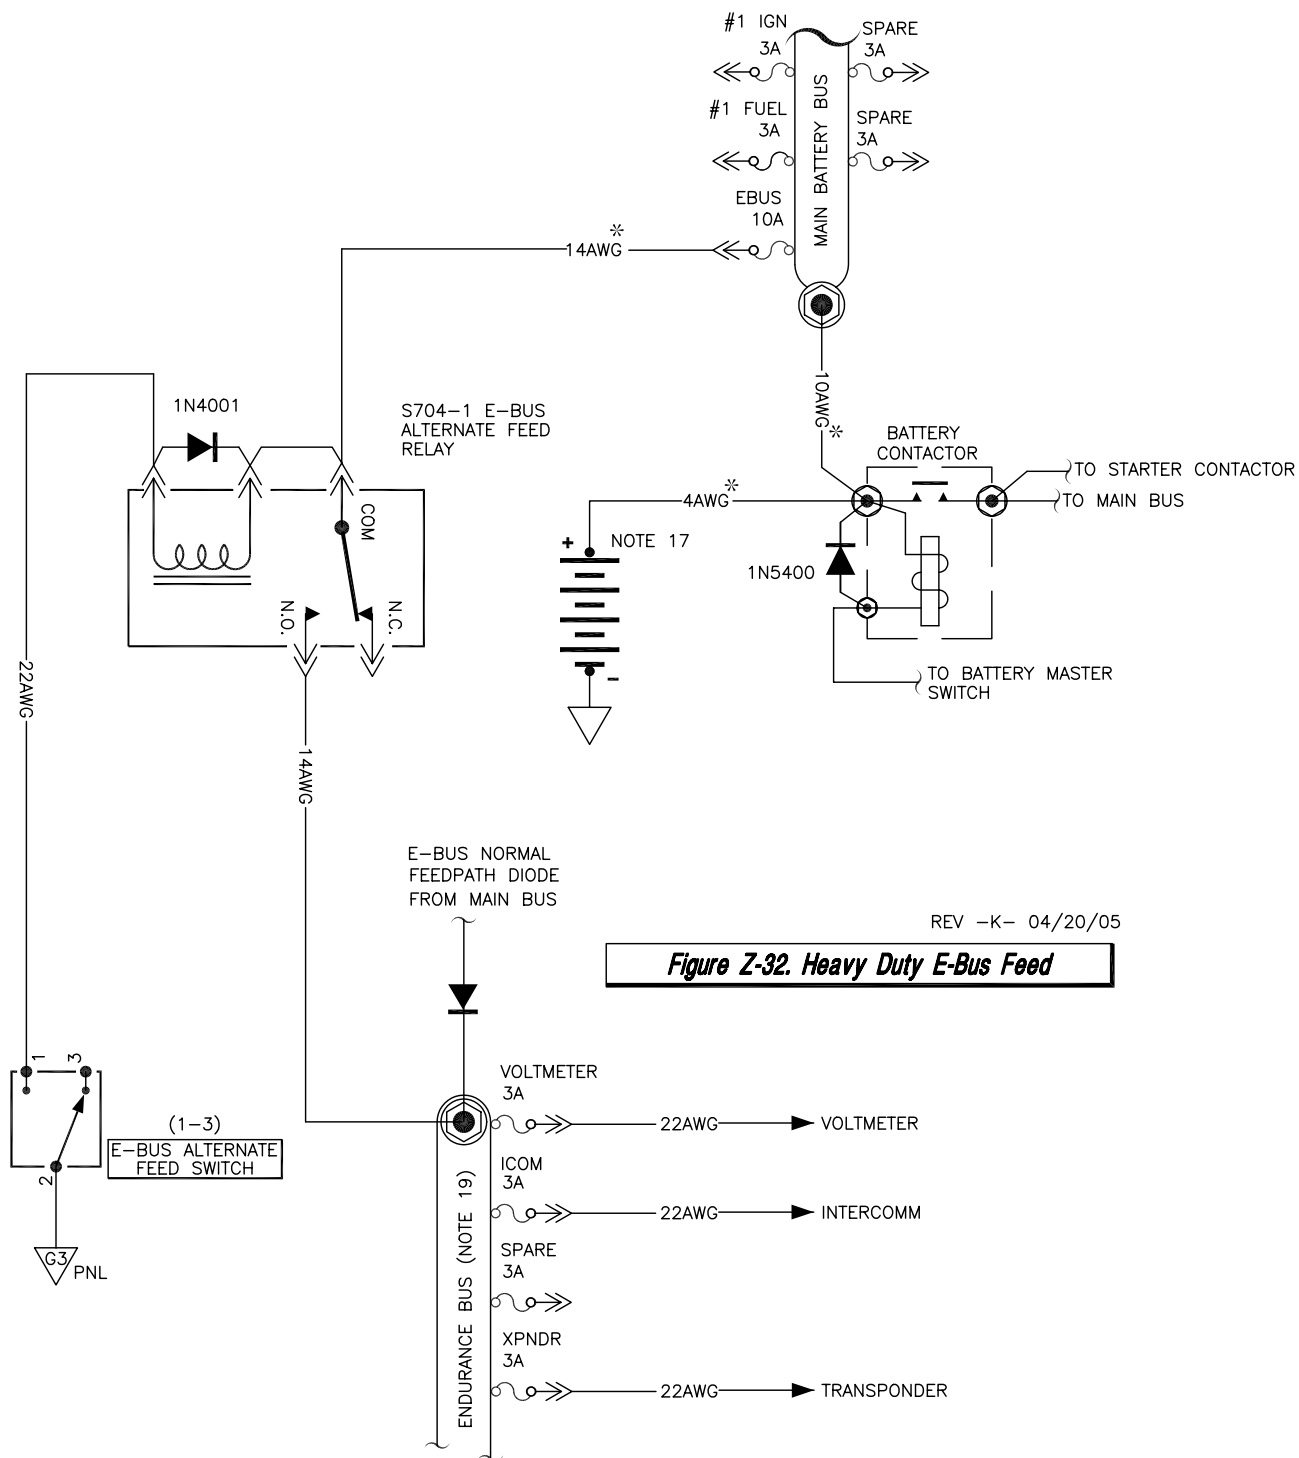 #1 IGN
3A
SPARE
3A
#1 FUEL
3A
SPARE
3A
MAIN BATTERY BUS
EBUS
10A
14AWG*
10AWG*
1N4001
S704-1 E-BUS
ALTERNATE FEED
RELAY
BATTERY
CONTACTOR
TO STARTER CONTACTOR
TO MAIN BUS
4AWG*
COM
+
NOTE 17
1N5400
N.O.
N.C.
-
TO BATTERY MASTER
SWITCH
22AWG
14AWG
E-BUS NORMAL
FEEDPATH DIODE
FROM MAIN BUS
REV -K- 04/20/05
Figure Z-32. Heavy Duty E-Bus Feed
1
3
2
(1-3)
E-BUS ALTERNATE
FEED SWITCH
G3
PNL
VOLTMETER
3A
22AWG
VOLTMETER
ICOM
3A
22AWG
INTERCOMM
ENDURANCE BUS (NOTE 19)
SPARE
3A
XPNDR
3A
22AWG
TRANSPONDER